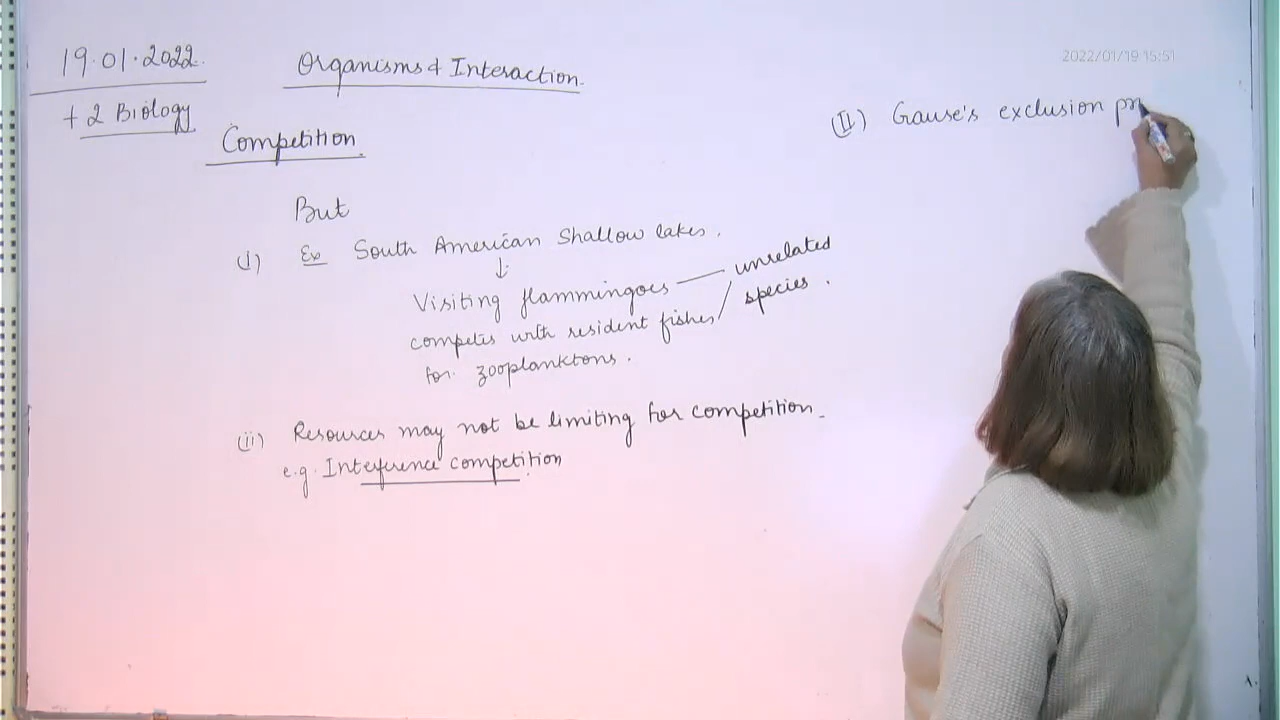 19.01.2022.
+2 Biology
Organisms & Interaction.
2022/01/19 15:51
Competition.
But
(i) Ex South American Shallow lakes.
↓
Visiting flammingoes — unrelated
competes with resident fishes / species.
for zooplanktons.
(ii) Resources may not be limiting for competition.
e.g. Interference competition.
(II) Gause's exclusion pr